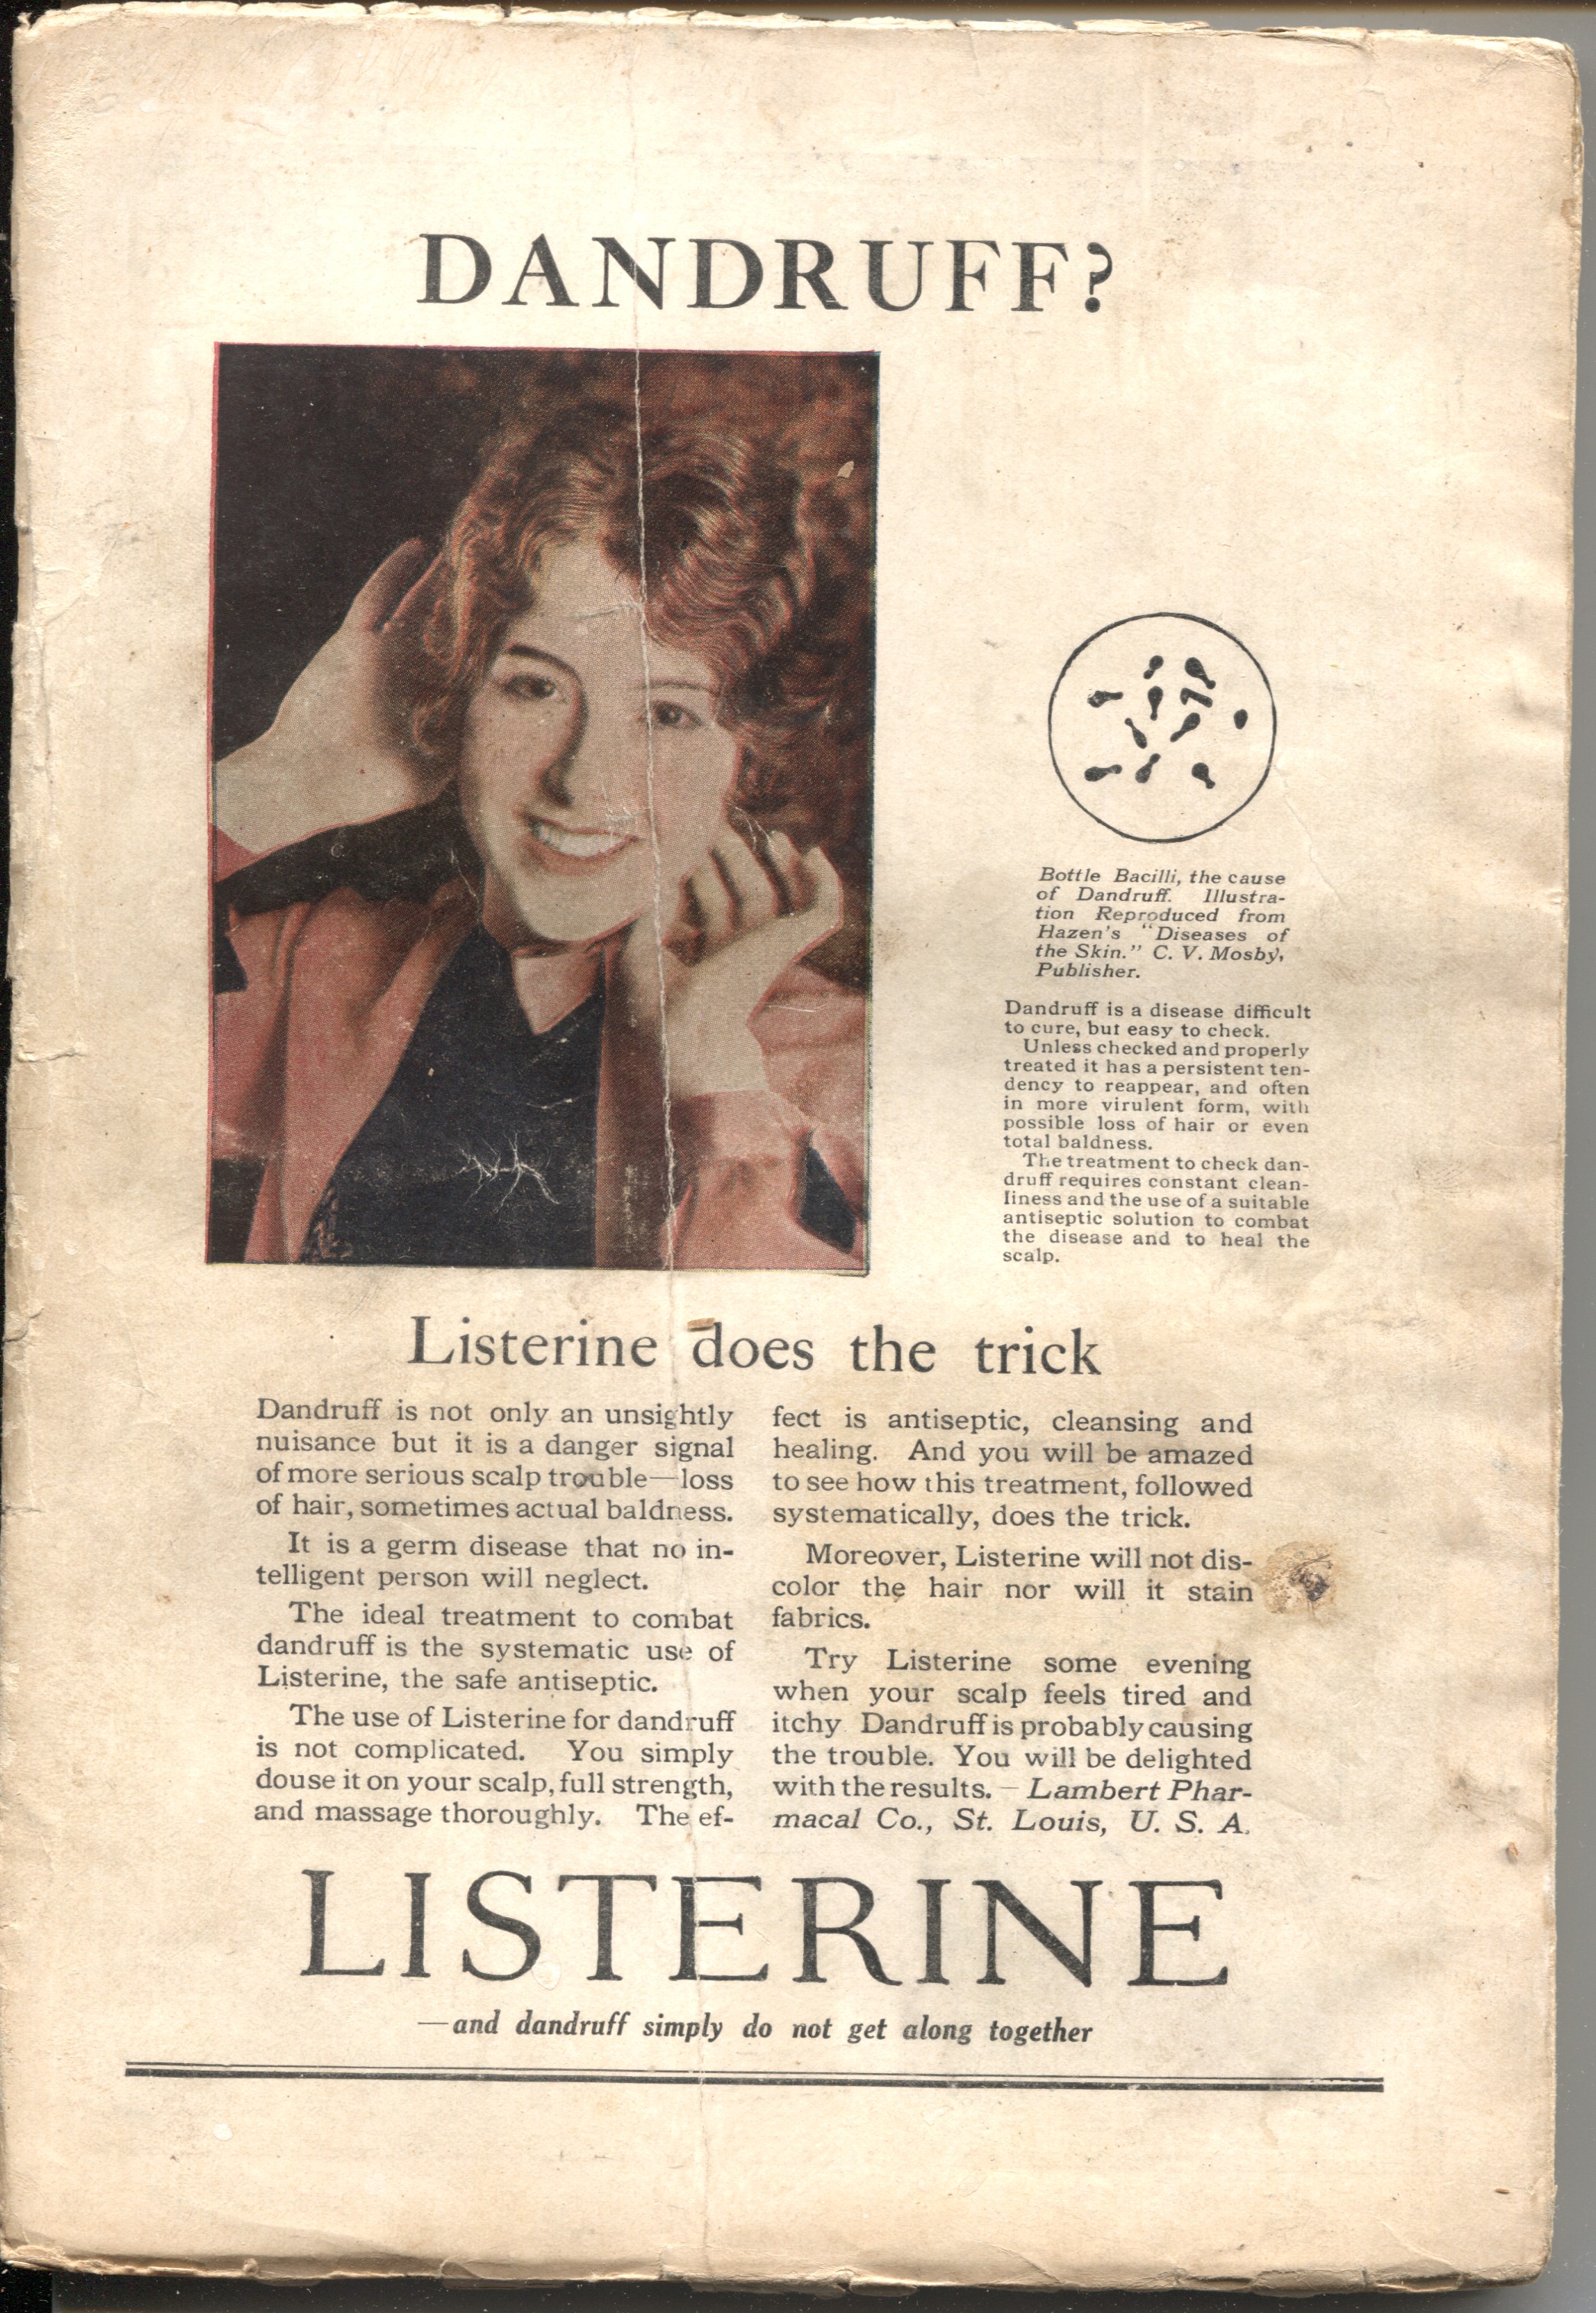 DANDRUFF?
Bottle Bacilli, the cause
of Dandruff. Illustra-
tion Reproduced from
Hazen's "Diseases of
the Skin." C. V. Mosby,
Publisher.
Dandruff is a disease difficult
to cure, but easy to check.
Unless checked and properly
treated it has a persistent ten-
dency to reappear, and often
in more virulent form, with
possible loss of hair or even
total baldness.
The treatment to check dan-
druff requires constant clean-
liness and the use of a suitable
antiseptic solution to combat
the disease and to heal the
scalp.
Listerine does the trick
Dandruff is not only an unsightly
nuisance but it is a danger signal
of more serious scalp trouble—loss
of hair, sometimes actual baldness.
It is a germ disease that no in-
telligent person will neglect.
The ideal treatment to combat
dandruff is the systematic use of
Listerine, the safe antiseptic.
The use of Listerine for dandruff
is not complicated. You simply
douse it on your scalp, full strength,
and massage thoroughly. The ef-
fect is antiseptic, cleansing and
healing. And you will be amazed
to see how this treatment, followed
systematically, does the trick.
Moreover, Listerine will not dis-
color the hair nor will it stain
fabrics.
Try Listerine some evening
when your scalp feels tired and
itchy Dandruff is probably causing
the trouble. You will be delighted
with the results. — Lambert Phar-
macal Co., St. Louis, U. S. A.
LISTERINE
—and dandruff simply do not get along together